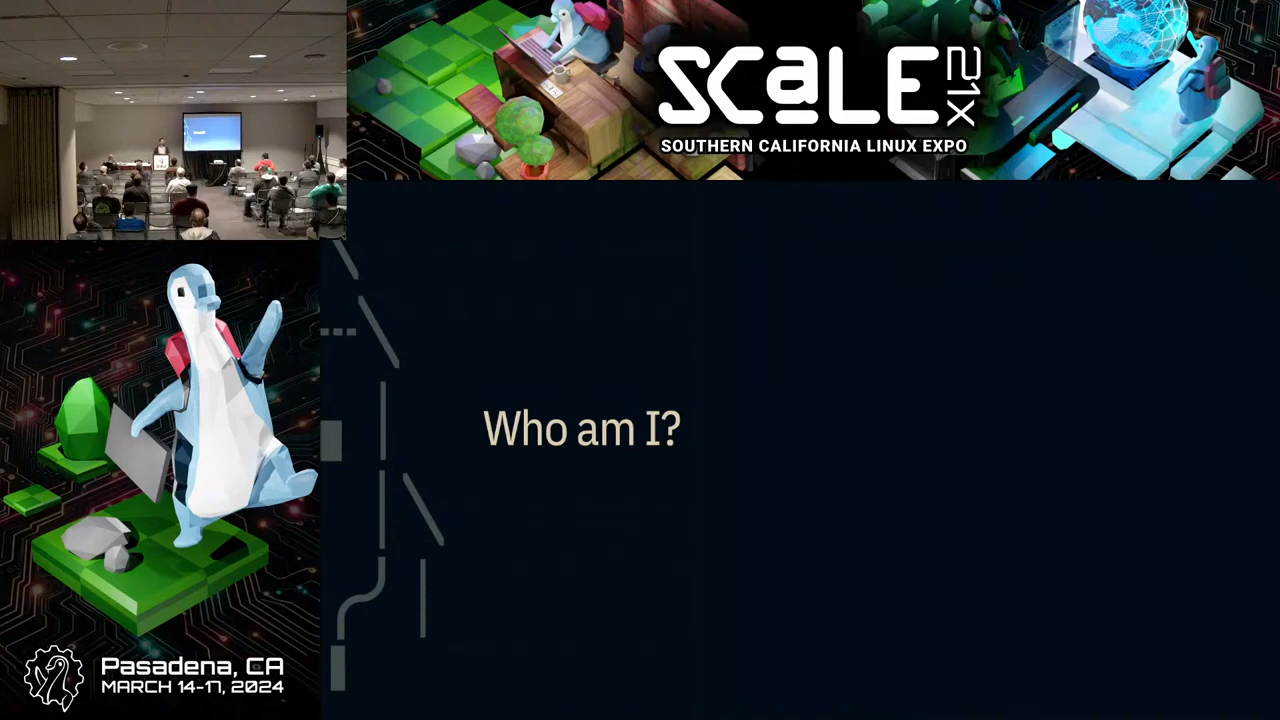 SCALE 21X
SOUTHERN CALIFORNIA LINUX EXPO
Who am I?
Pasadena, CA
MARCH 14-17, 2024